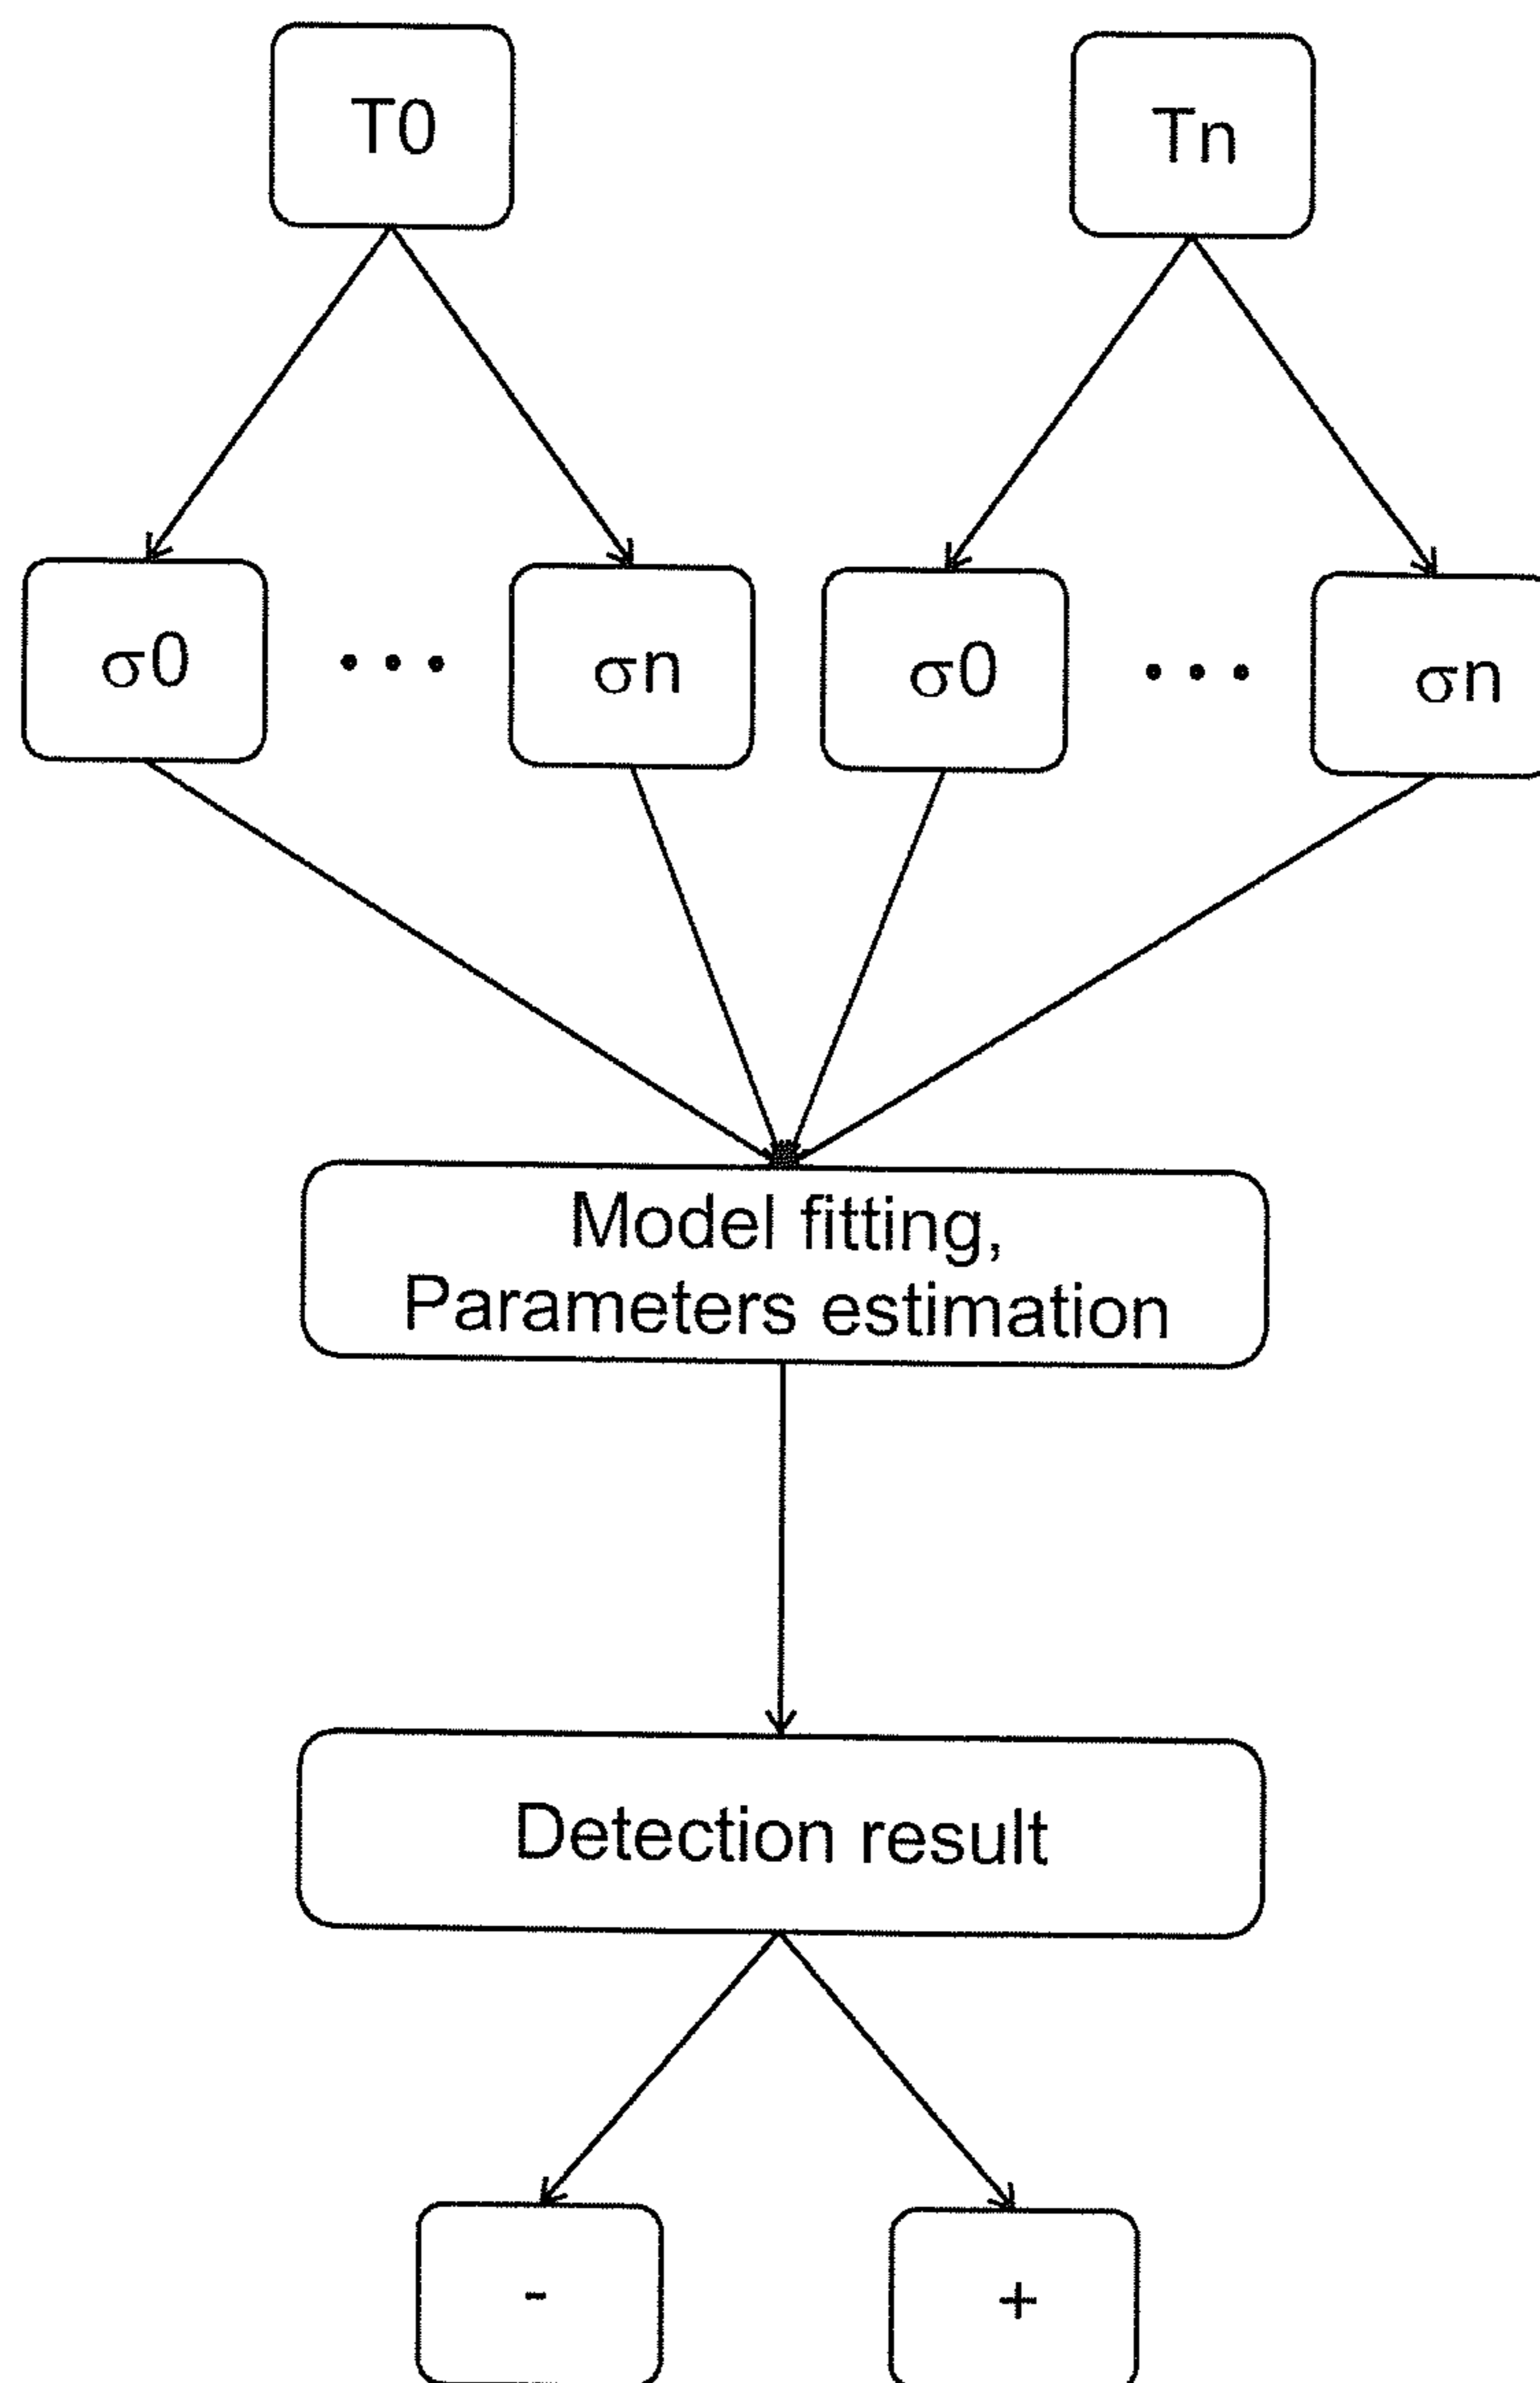 T0
Tn
σ0
• • •
σn
σ0
• • •
σn
Model fitting,
Parameters estimation
Detection result
-
+